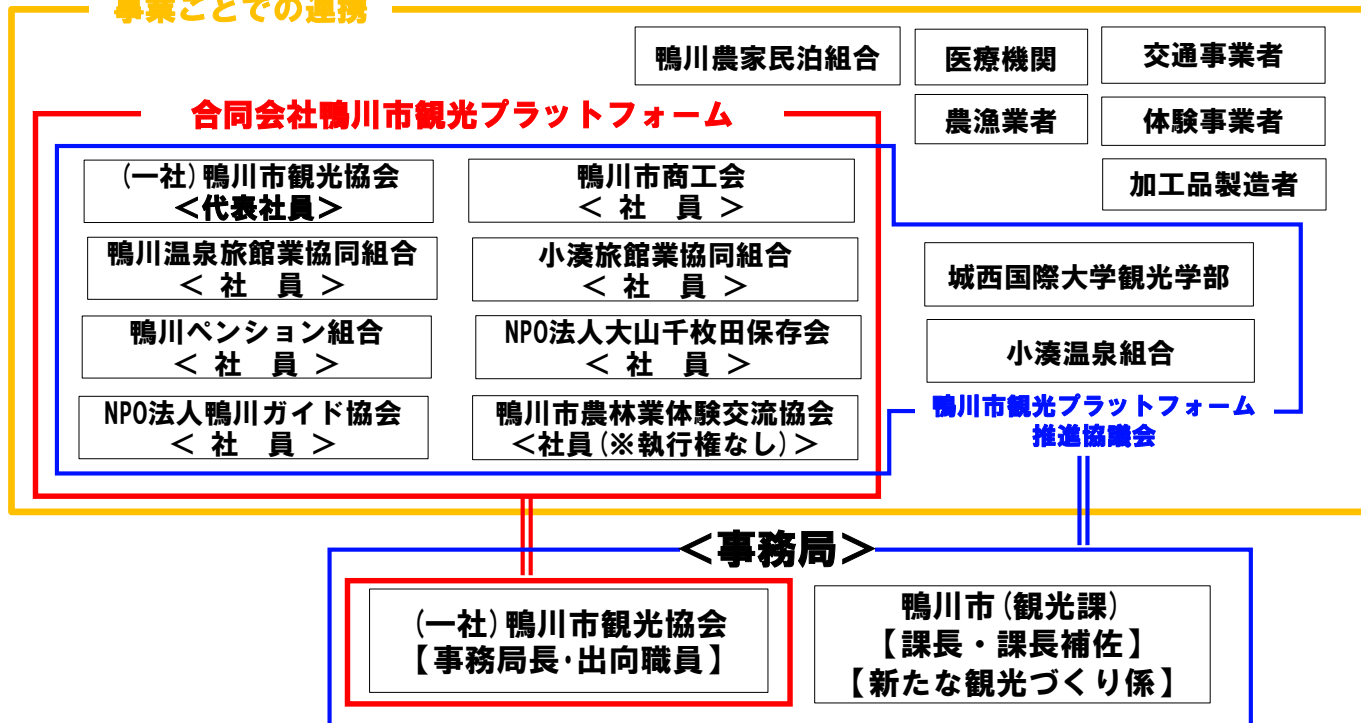 事業ごとでの連携
鴨川農家民泊組合
医療機関
交通事業者
農漁業者
体験事業者
加工品製造者
合同会社鴨川市観光プラットフォーム
(一社)鴨川市観光協会
<代表社員>
鴨川市商工会
< 社 員 >
鴨川温泉旅館業協同組合
< 社 員 >
小湊旅館業協同組合
< 社 員 >
鴨川ペンション組合
< 社 員 >
NPO法人大山千枚田保存会
< 社 員 >
NPO法人鴨川ガイド協会
< 社 員 >
鴨川市農林業体験交流協会
<社員(※執行権なし)>
城西国際大学観光学部
小湊温泉組合
鴨川市観光プラットフォーム
推進協議会
<事務局>
(一社)鴨川市観光協会
【事務局長・出向職員】
鴨川市(観光課)
【課長・課長補佐】
【新たな観光づくり係】